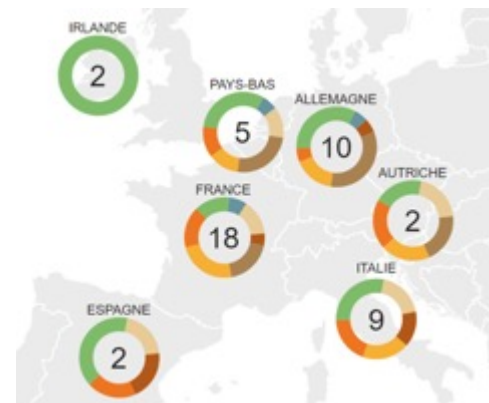 IRLANDE
2
PAYS-BAS
5
ALLEMAGNE
10
AUTRICHE
2
FRANCE
18
ITALIE
9
ESPAGNE
2